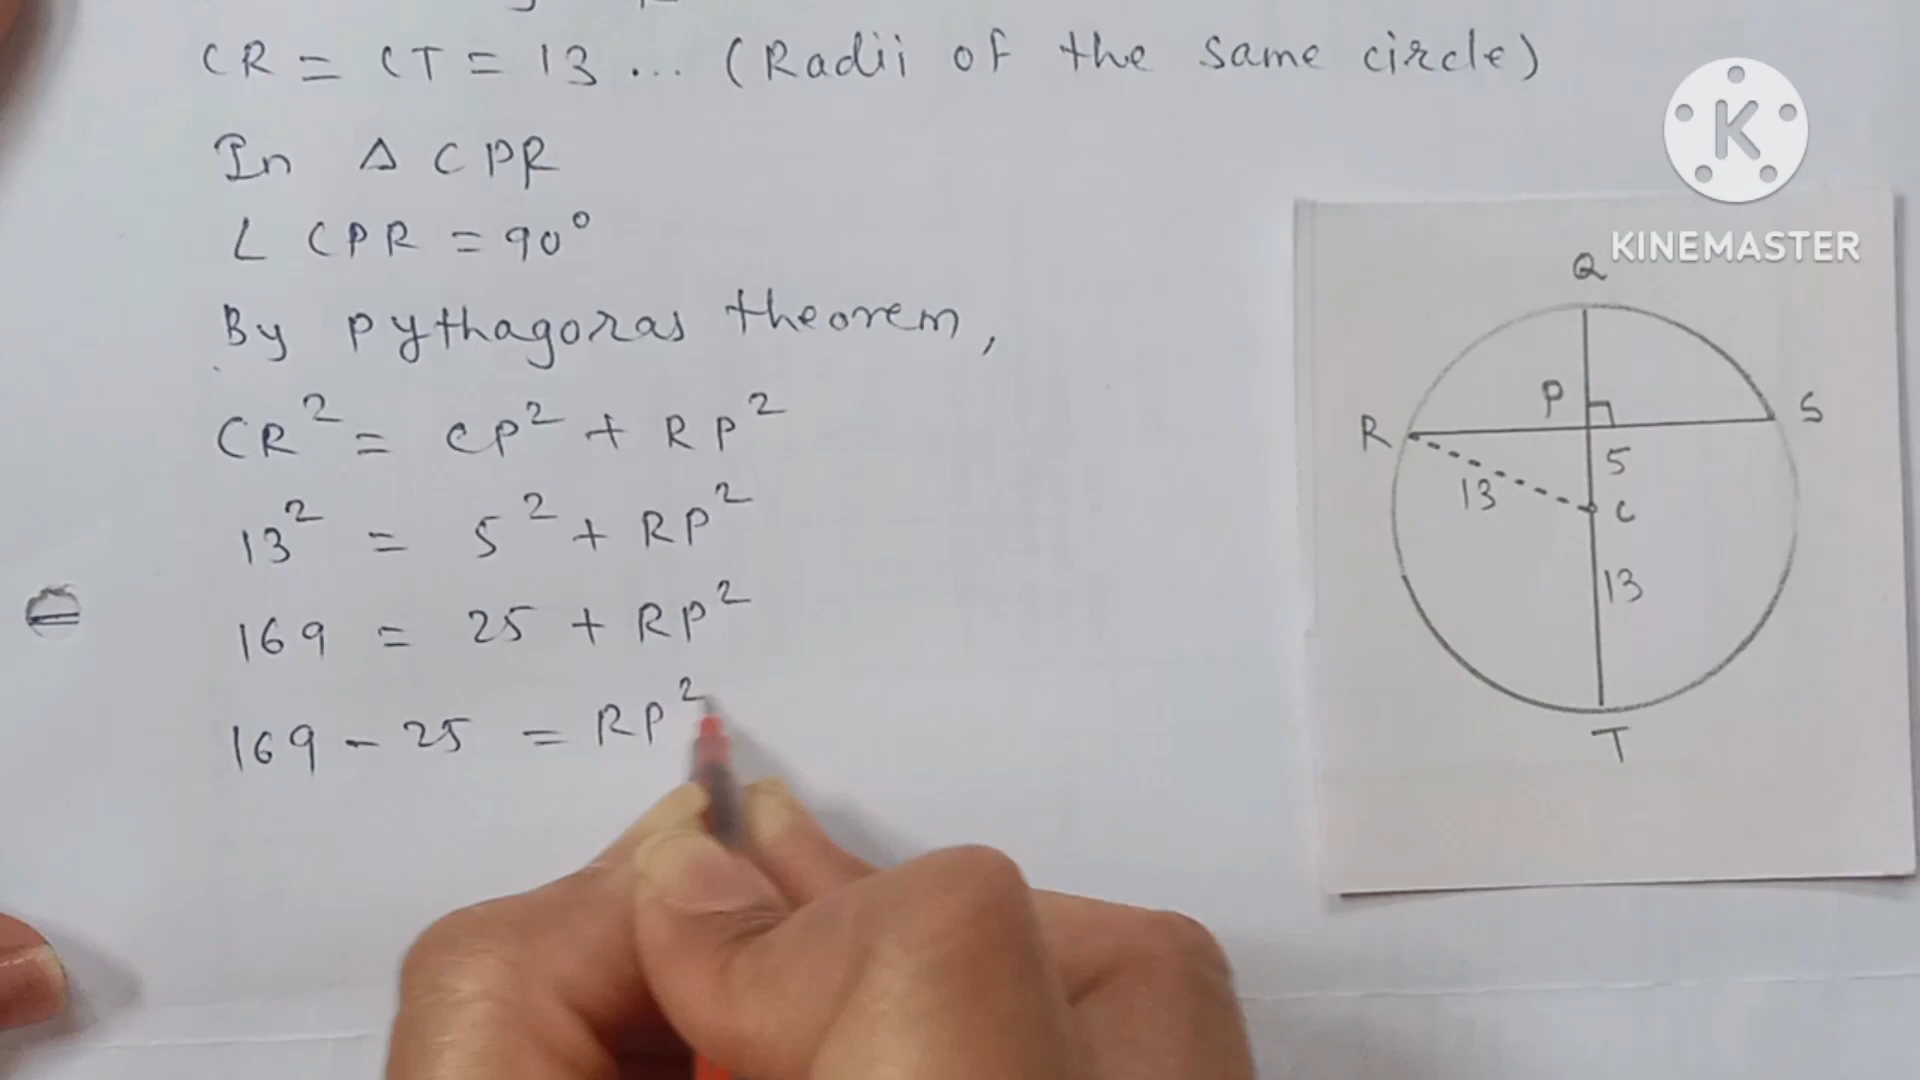 CR = CT = 13 ... (Radii of the same circle)
In Δ CPR
∠ CPR = 90°
By pythagoras theorem,
CR² = CP² + RP²
13² = 5² + RP²
169 = 25 + RP²
169 - 25 = RP²
K
KINEMASTER
Q
P
S
R
5
13
C
13
T